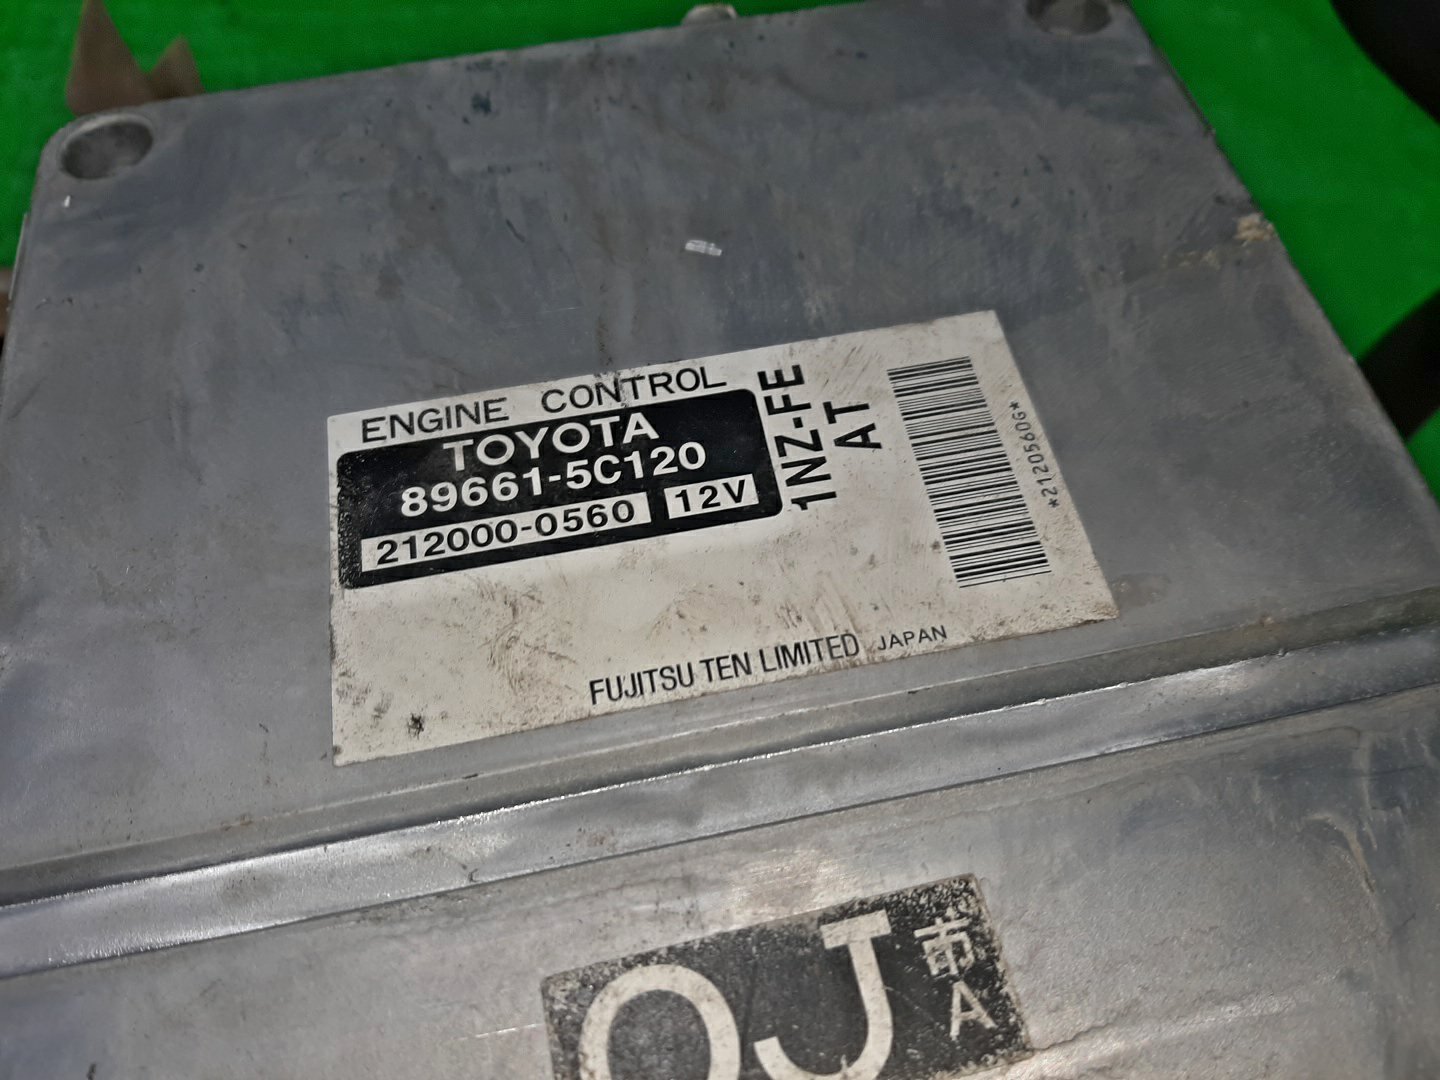 ENGINE CONTROL
TOYOTA
89661-5C120
212000-0560 12V
1NZ-FE
AT
*2120560G*
FUJITSU TEN LIMITED JAPAN
OJ
市
A